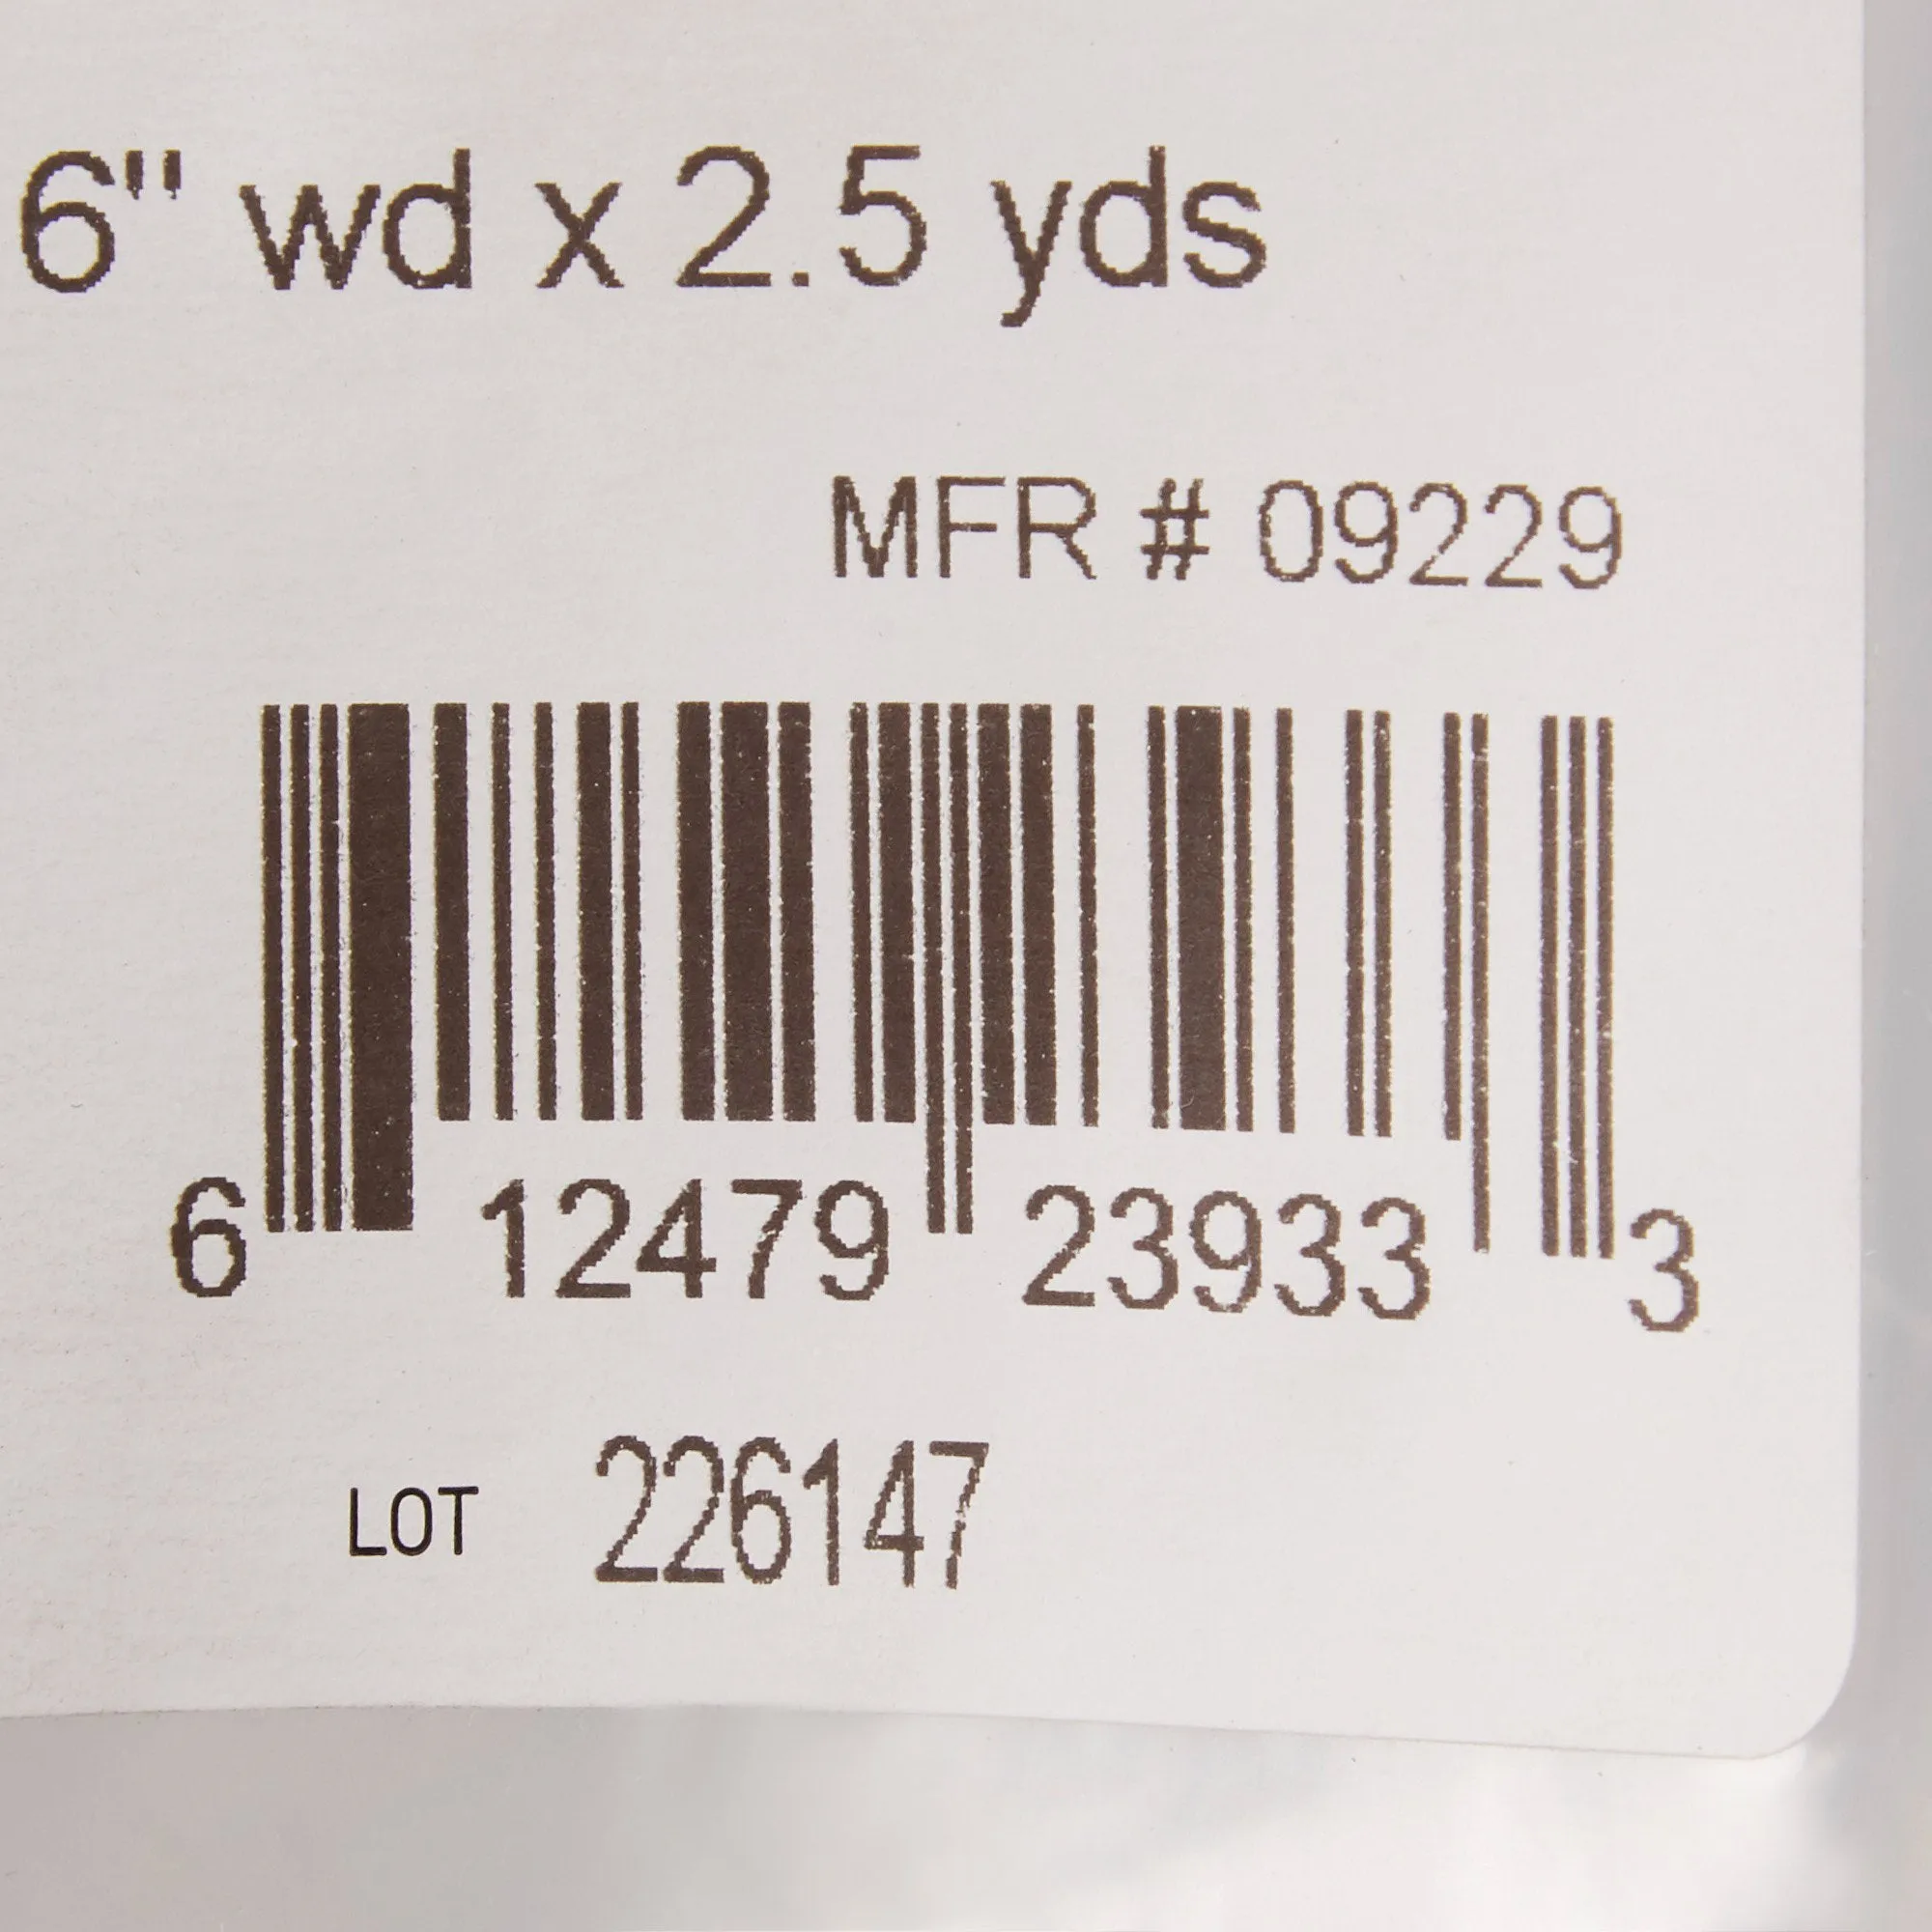 6" wd x 2.5 yds
MFR # 09229
6 12479 23933 3
LOT 226147